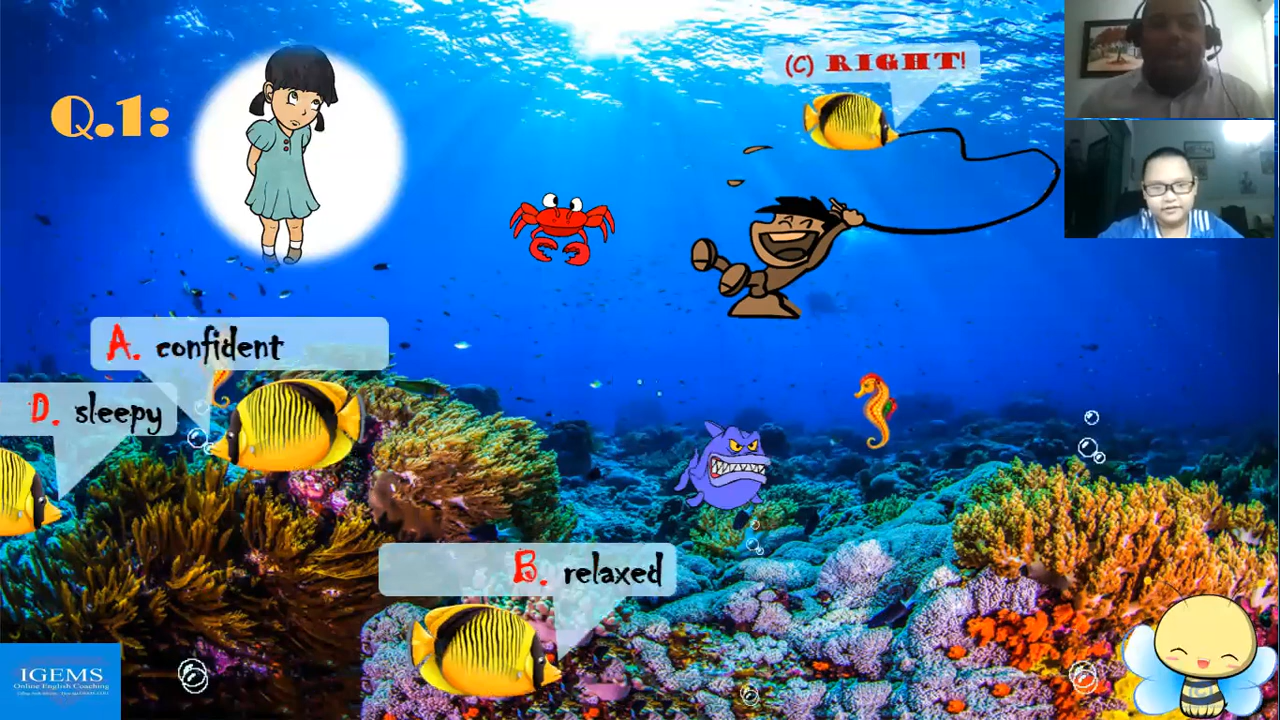 Q.1:
(C) RIGHT!
A. confident
D. sleepy
B. relaxed
IGEMS
Online English Coaching